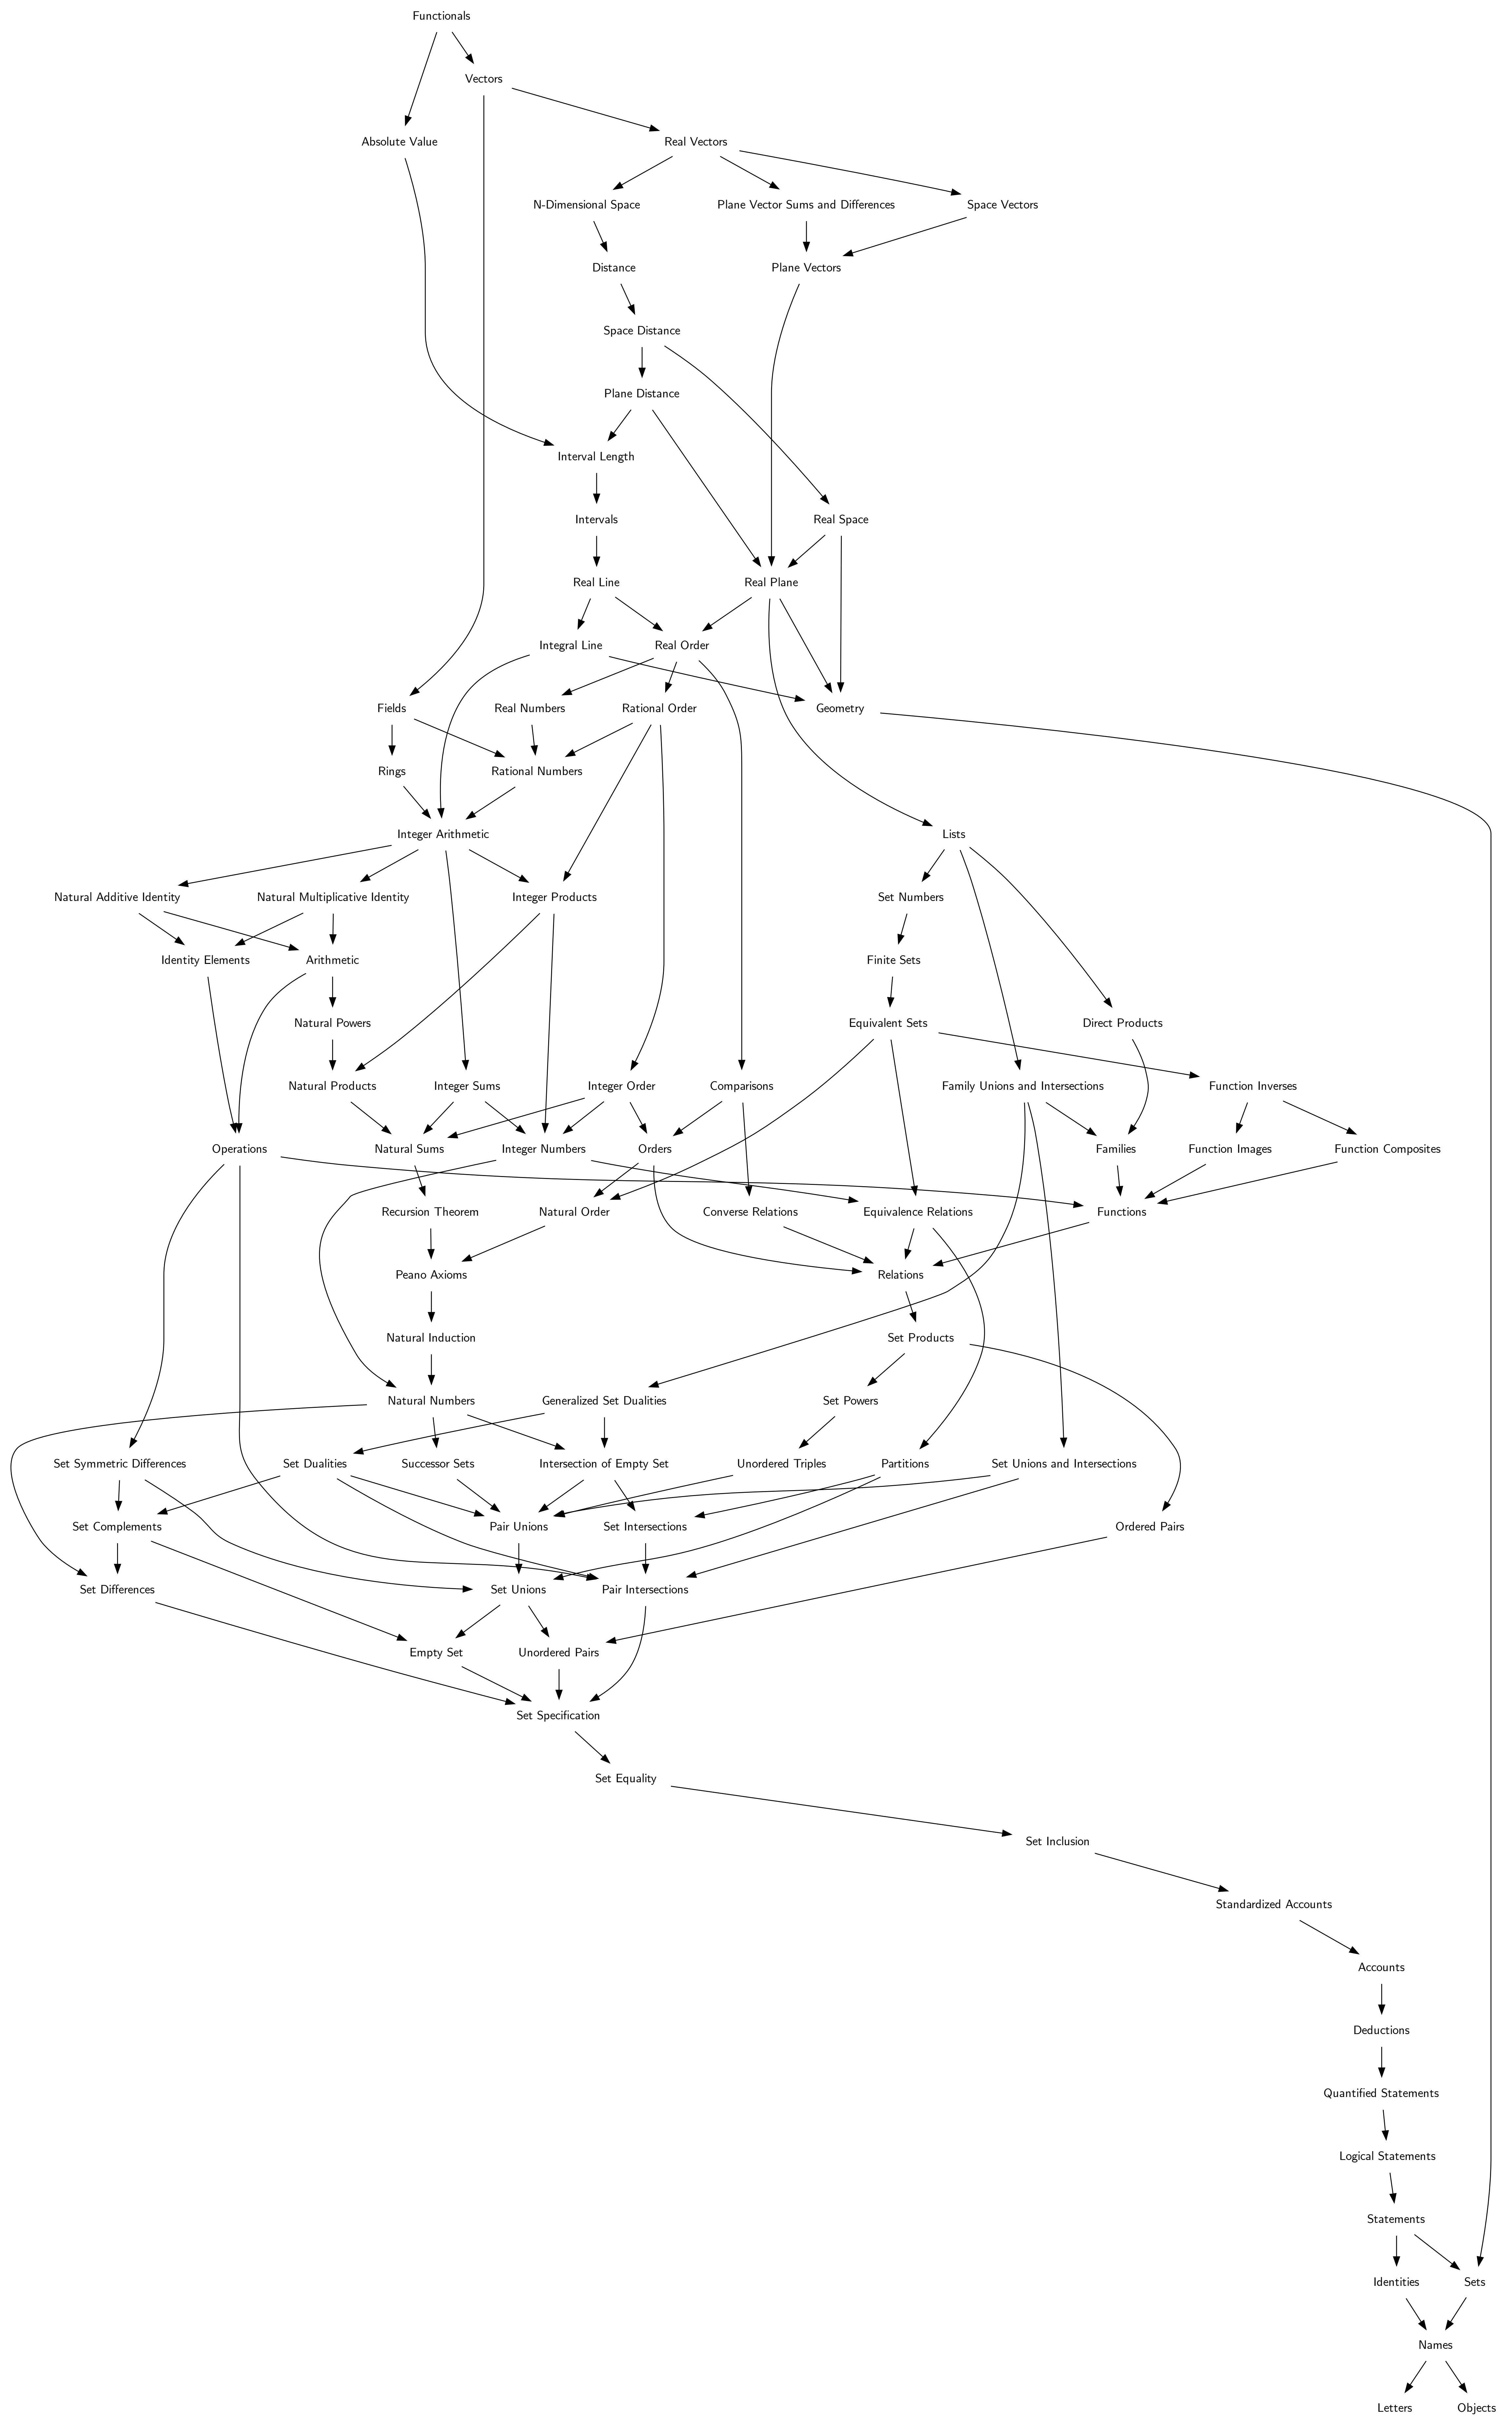 Functionals
Vectors
Absolute Value
Real Vectors
N-Dimensional Space
Plane Vector Sums and Differences
Space Vectors
Distance
Plane Vectors
Space Distance
Plane Distance
Interval Length
Intervals
Real Space
Real Line
Real Plane
Integral Line
Real Order
Fields
Real Numbers
Rational Order
Geometry
Rings
Rational Numbers
Integer Arithmetic
Lists
Natural Additive Identity
Natural Multiplicative Identity
Integer Products
Set Numbers
Identity Elements
Arithmetic
Finite Sets
Natural Powers
Equivalent Sets
Direct Products
Natural Products
Integer Sums
Integer Order
Comparisons
Family Unions and Intersections
Function Inverses
Operations
Natural Sums
Integer Numbers
Orders
Families
Function Images
Function Composites
Recursion Theorem
Natural Order
Converse Relations
Equivalence Relations
Functions
Peano Axioms
Relations
Natural Induction
Set Products
Natural Numbers
Generalized Set Dualities
Set Powers
Set Symmetric Differences
Set Dualities
Successor Sets
Intersection of Empty Set
Unordered Triples
Partitions
Set Unions and Intersections
Set Complements
Pair Unions
Set Intersections
Ordered Pairs
Set Differences
Set Unions
Pair Intersections
Empty Set
Unordered Pairs
Set Specification
Set Equality
Set Inclusion
Standardized Accounts
Accounts
Deductions
Quantified Statements
Logical Statements
Statements
Identities
Sets
Names
Letters
Objects